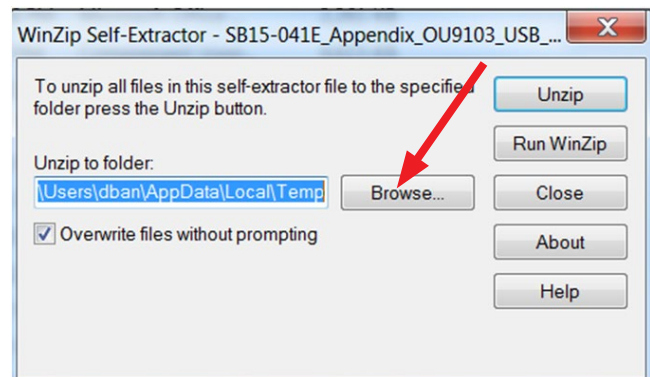 WinZip Self-Extractor - SB15-041E_Appendix_OU9103_USB_...
To unzip all files in this self-extractor file to the specified
folder press the Unzip button.
Unzip to folder:
\Users\dban\AppData\Local\Temp
Browse...
Overwrite files without prompting
Unzip
Run WinZip
Close
About
Help